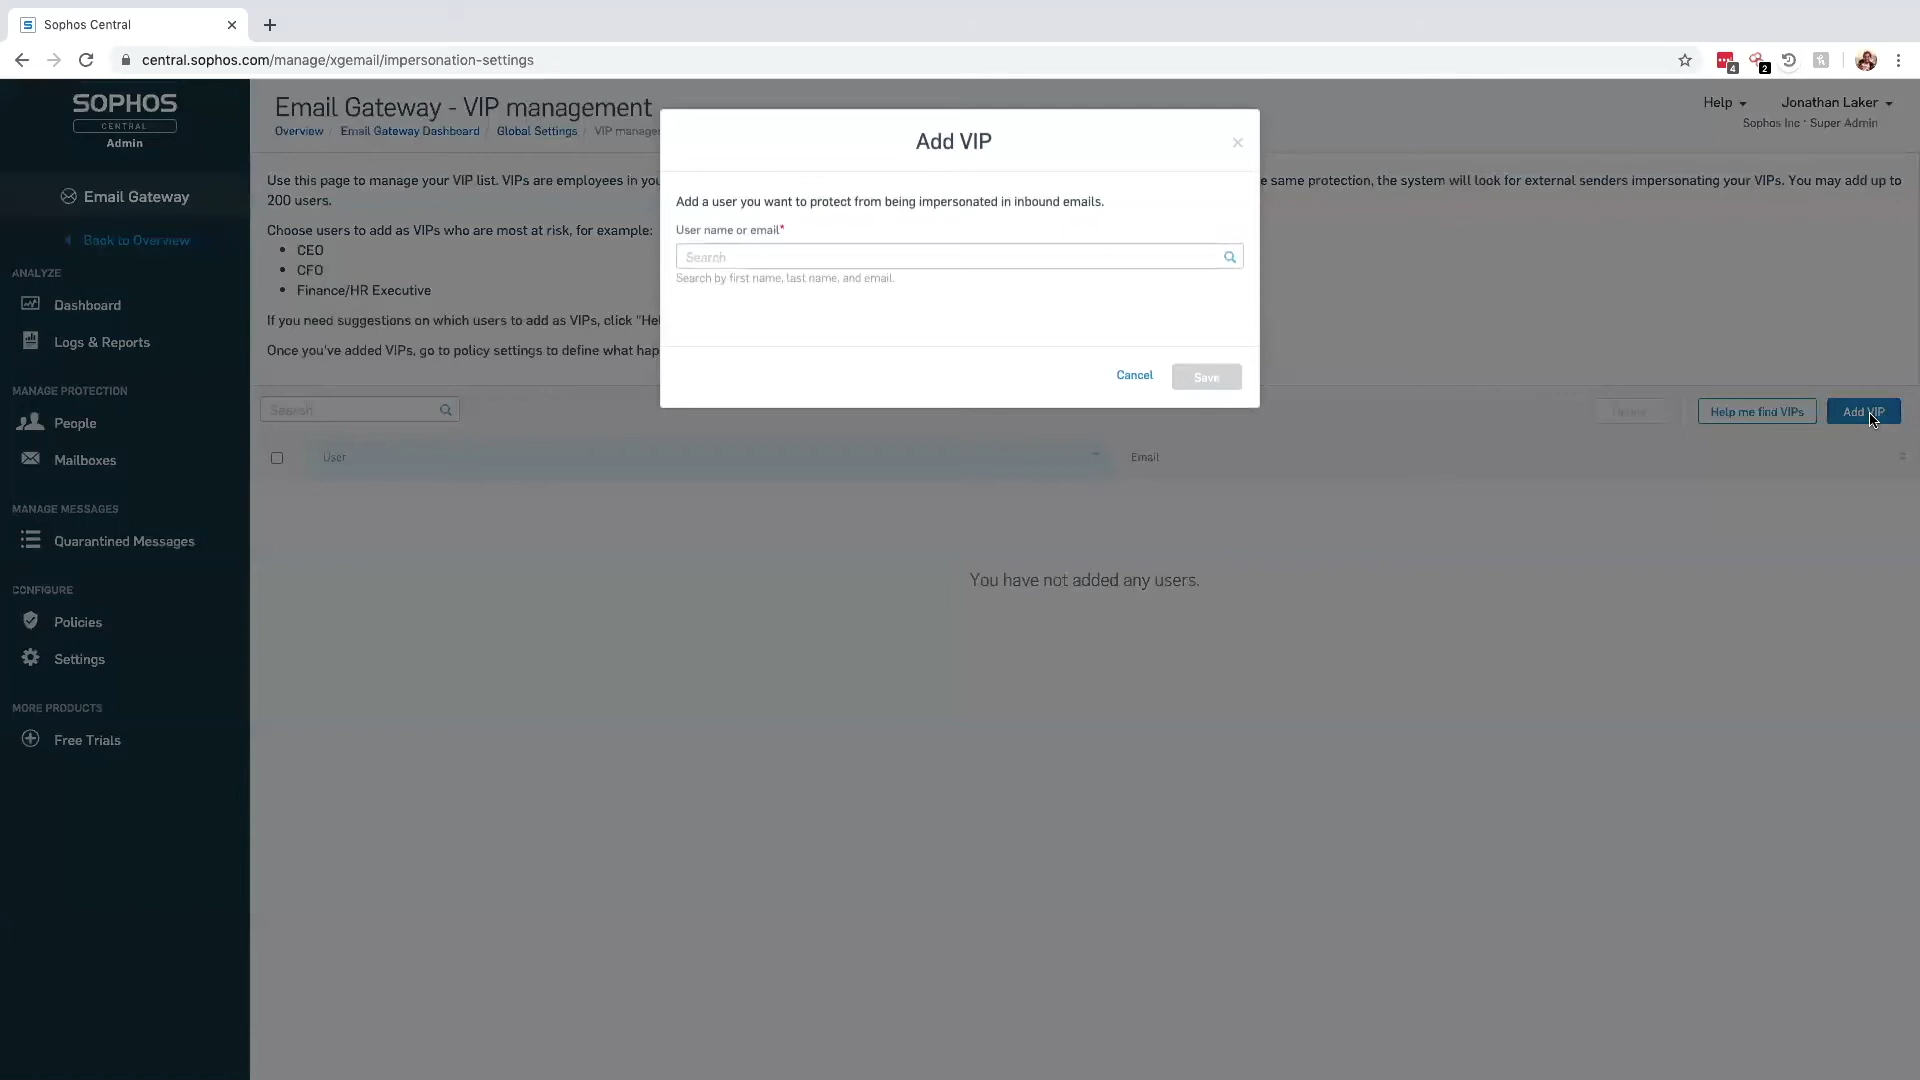 Sophos Central
central.sophos.com/manage/xgemail/impersonation-settings
4
2
SOPHOS
CENTRAL
Admin
Email Gateway
Back to Overview
ANALYZE
Dashboard
Logs & Reports
MANAGE PROTECTION
People
Mailboxes
MANAGE MESSAGES
Quarantined Messages
CONFIGURE
Policies
Settings
MORE PRODUCTS
Free Trials
Email Gateway - VIP management
Overview / Email Gateway Dashboard / Global Settings / VIP manage
Help
Jonathan Laker
Sophos Inc · Super Admin
Use this page to manage your VIP list. VIPs are employees in you
e same protection, the system will look for external senders impersonating your VIPs. You may add up to
200 users.
Choose users to add as VIPs who are most at risk, for example:
• CEO
• CFO
• Finance/HR Executive
If you need suggestions on which users to add as VIPs, click "Hel
Once you've added VIPs, go to policy settings to define what hap
Add VIP
Add a user you want to protect from being impersonated in inbound emails.
User name or email*
Search
Search by first name, last name, and email.
Cancel
Save
Search
Help me find VIPs
Add VIP
User
Email
You have not added any users.